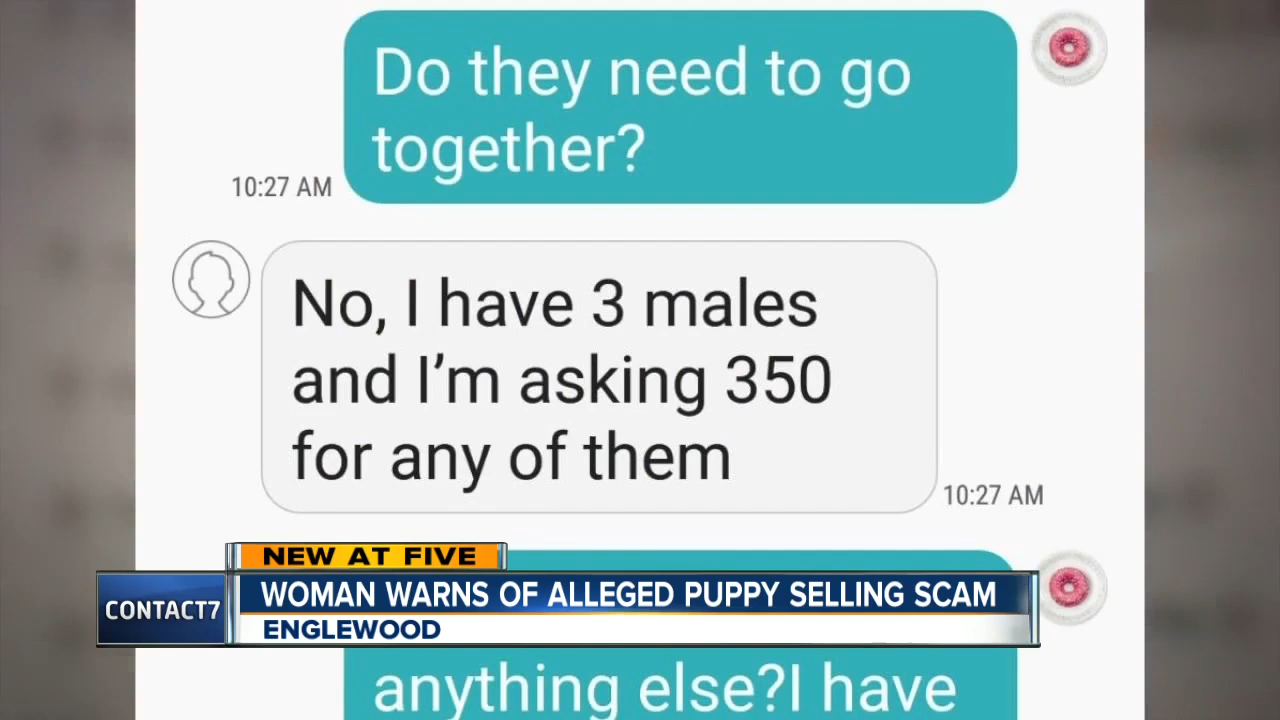 Do they need to go
together?
10:27 AM
No, I have 3 males
and I'm asking 350
for any of them
10:27 AM
NEW AT FIVE
CONTACT7
WOMAN WARNS OF ALLEGED PUPPY SELLING SCAM
ENGLEWOOD
anything else?I have